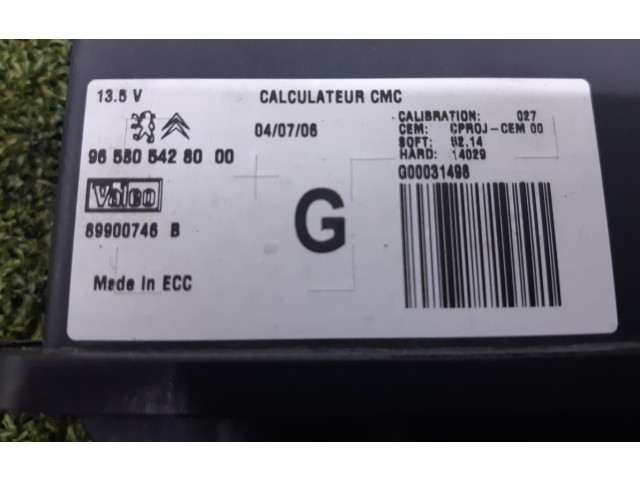 13.5 V
CALCULATEUR CMC
04/07/06
CALIBRATION: 027
CEM: CPROJ-CEM 00
SOFT: 82.14
HARD: 14029
G00031498
96 580 542 80 00
Valeo
89900746 B
G
Made In ECC